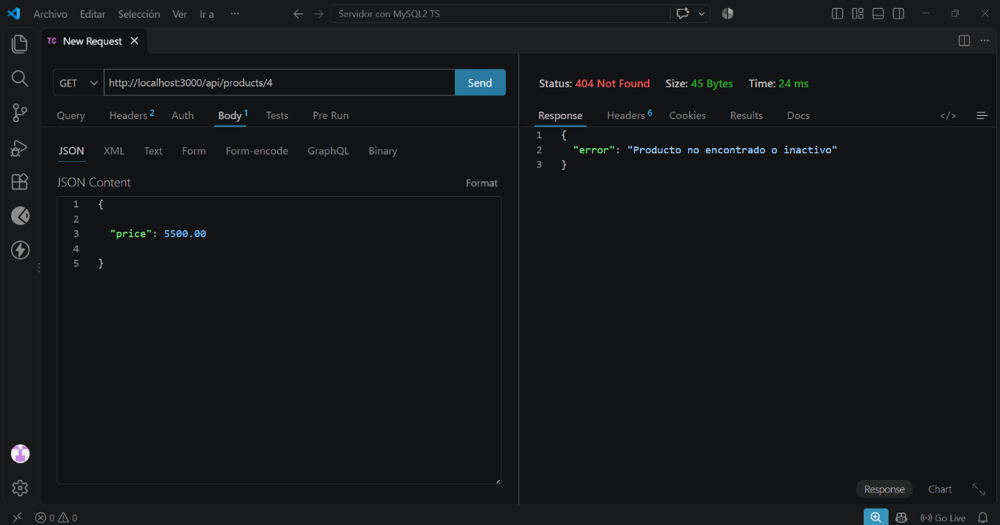 Archivo Editar Selección Ver Ir a ··· Servidor con MySQL2 TS
TC New Request
GET http://localhost:3000/api/products/4 Send
Query Headers 2 Auth Body 1 Tests Pre Run
JSON XML Text Form Form-encode GraphQL Binary
JSON Content Format
1 {
2
3 "price": 5500.00
4
5 }
Status: 404 Not Found Size: 45 Bytes Time: 24 ms
Response Headers 6 Cookies Results Docs </>
1 {
2 "error": "Producto no encontrado o inactivo"
3 }
Response Chart
0 0 Go Live